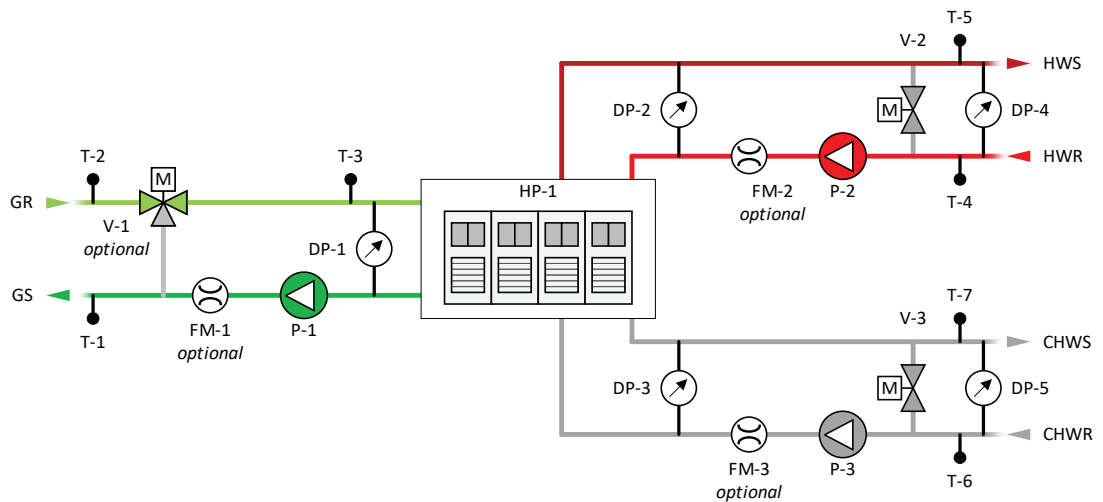 T-5
V-2
HWS
M
DP-2
DP-4
HWR
FM-2
optional
P-2
T-4
T-2
T-3
M
HP-1
GR
V-1
optional
DP-1
GS
FM-1
optional
P-1
T-1
T-7
V-3
CHWS
DP-3
M
DP-5
CHWR
FM-3
optional
P-3
T-6